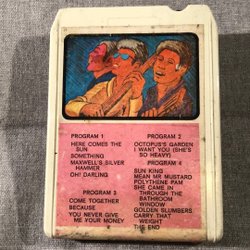 PROGRAM 1
HERE COMES THE
SUN
SOMETHING
MAXWELL'S SILVER
HAMMER
OH! DARLING
PROGRAM 2
OCTOPUS'S GARDEN
I WANT YOU (SHE'S
SO HEAVY)
PROGRAM 3
COME TOGETHER
BECAUSE
YOU NEVER GIVE
ME YOUR MONEY
PROGRAM 4
SUN KING
MEAN MR MUSTARD
POLYTHENE PAM
SHE CAME IN
THROUGH THE
BATHROOM
WINDOW
GOLDEN SLUMBERS
CARRY THAT
WEIGHT
THE END